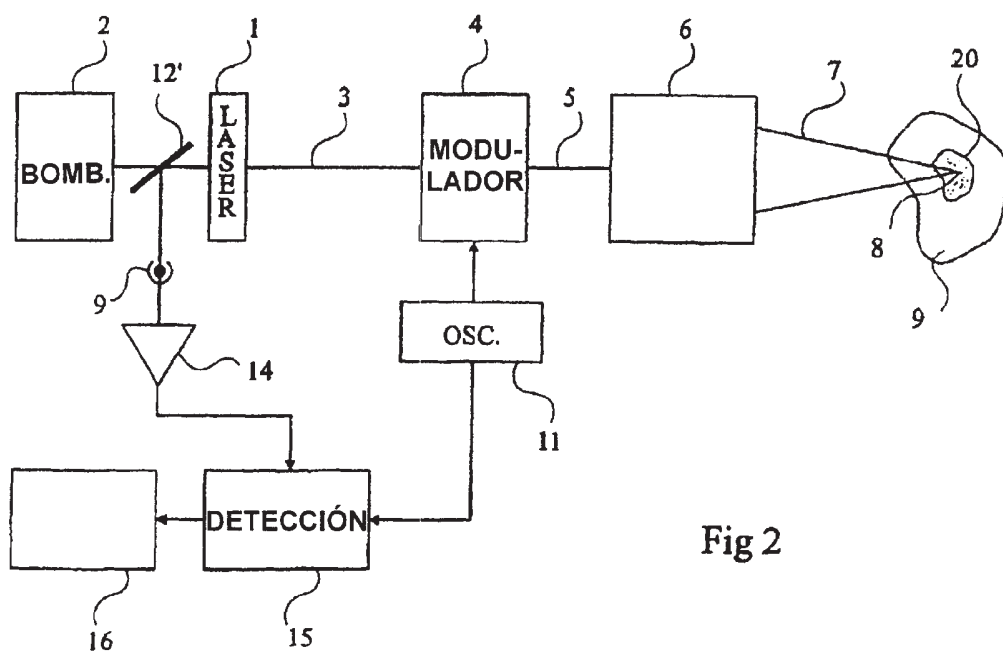 2
12'
1
4
6
20
3
5
7
BOMB.
LASER
MODU-
LADOR
8
9
9
14
OSC.
11
DETECCIÓN
Fig 2
16
15